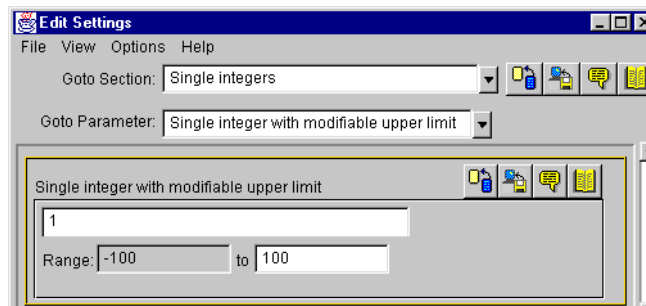 Edit Settings
File View Options Help
Goto Section: Single integers
Goto Parameter: Single integer with modifiable upper limit
Single integer with modifiable upper limit
1
Range: -100 to 100